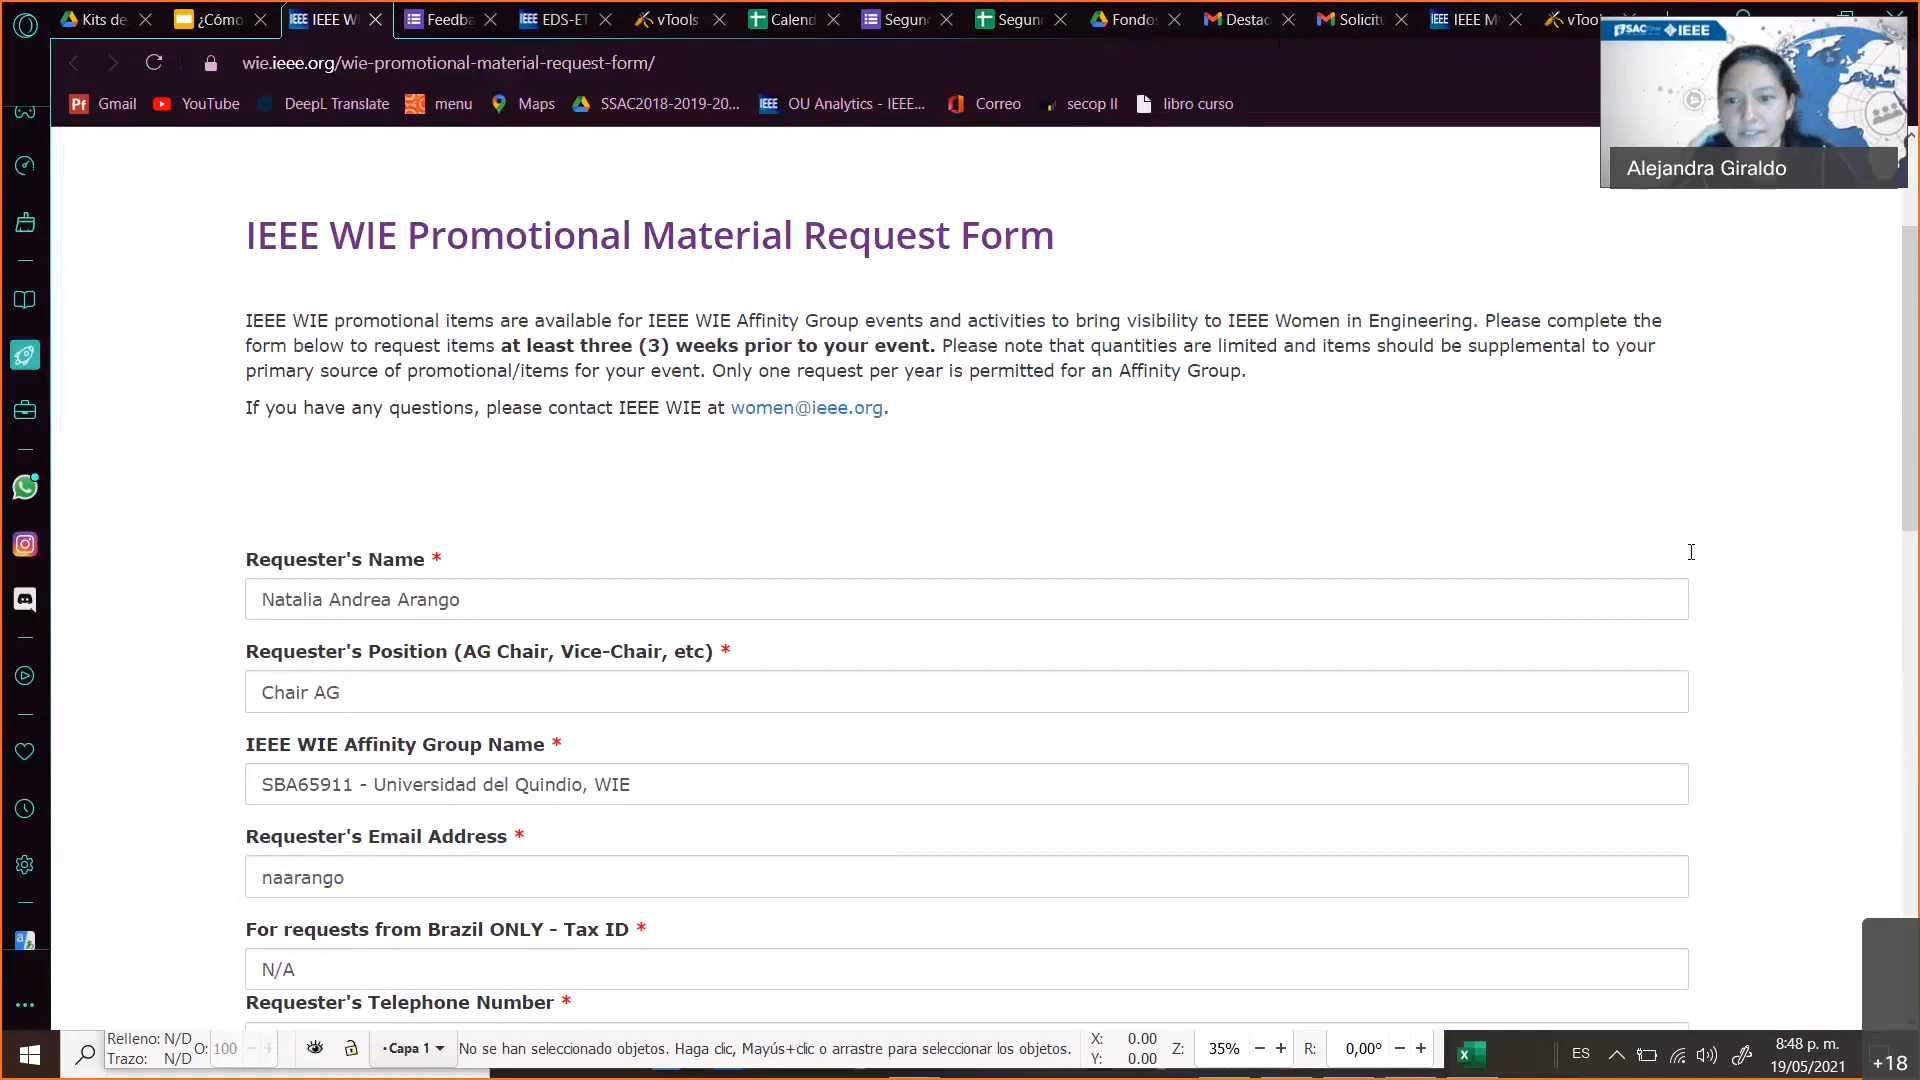 Kits de
¿Cómo
IEEE WI
Feedba
EDS-ET
vTools
Calend
Segun
Segun
Fondo
Destac
Solicit
IEEE M
vToo
wie.ieee.org/wie-promotional-material-request-form/
Gmail
YouTube
DeepL Translate
menu
Maps
SSAC2018-2019-20...
OU Analytics - IEEE...
Correo
secop II
libro curso
SAC IEEE
Alejandra Giraldo
IEEE WIE Promotional Material Request Form
IEEE WIE promotional items are available for IEEE WIE Affinity Group events and activities to bring visibility to IEEE Women in Engineering. Please complete the
form below to request items at least three (3) weeks prior to your event. Please note that quantities are limited and items should be supplemental to your
primary source of promotional/items for your event. Only one request per year is permitted for an Affinity Group.
If you have any questions, please contact IEEE WIE at women@ieee.org.
Requester's Name *
Natalia Andrea Arango
Requester's Position (AG Chair, Vice-Chair, etc) *
Chair AG
IEEE WIE Affinity Group Name *
SBA65911 - Universidad del Quindio, WIE
Requester's Email Address *
naarango
For requests from Brazil ONLY - Tax ID *
N/A
Requester's Telephone Number *
Relleno: N/D
Trazo: N/D
O: 100
Capa 1
No se han seleccionado objetos. Haga clic, Mayús+clic o arrastre para seleccionar los objetos.
X: 0.00
Y: 0.00
Z: 35%
R: 0,00º
ES
8:48 p. m.
19/05/2021
+18